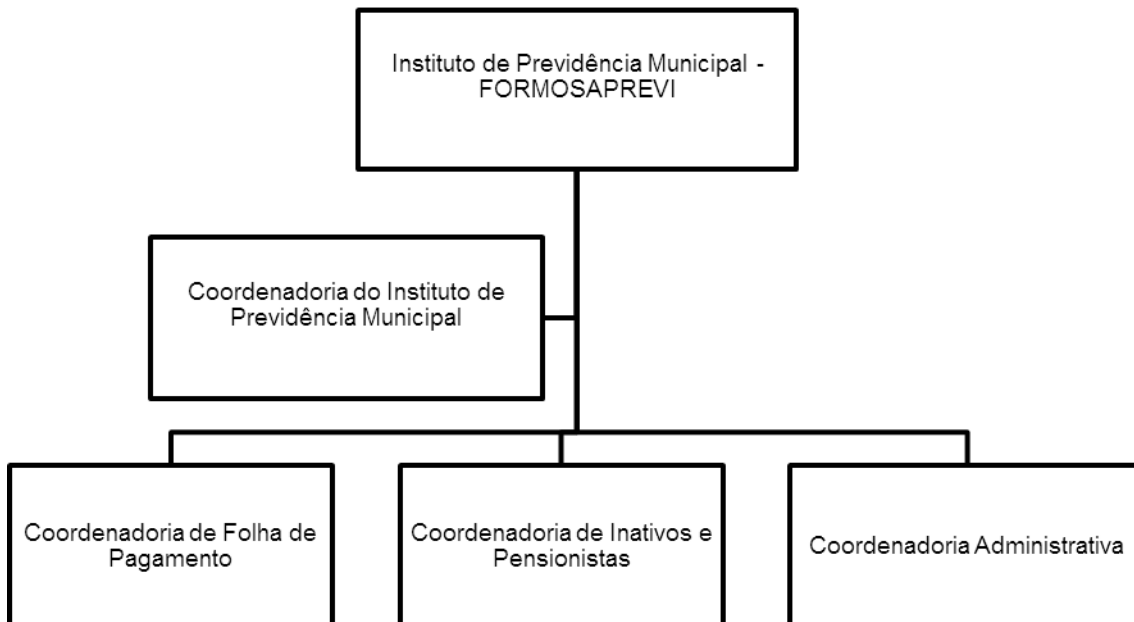 Instituto de Previdência Municipal -
FORMOSAPREVI
Coordenadoria do Instituto de
Previdência Municipal
Coordenadoria de Folha de
Pagamento
Coordenadoria de Inativos e
Pensionistas
Coordenadoria Administrativa